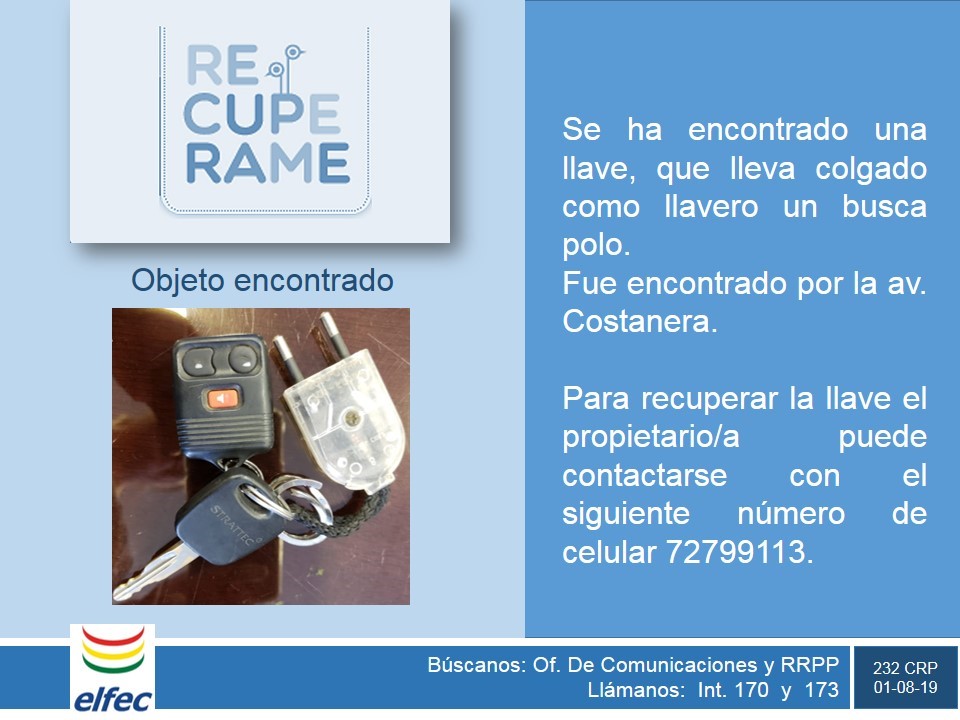 RE
CUPE
RAME
Objeto encontrado
STRATTEC
Se ha encontrado una
llave, que lleva colgado
como llavero un busca
polo.
Fue encontrado por la av.
Costanera.
Para recuperar la llave el
propietario/a puede
contactarse con el
siguiente número de
celular 72799113.
elfec
Búscanos: Of. De Comunicaciones y RRPP
Llámanos: Int. 170 y 173
232 CRP
01-08-19